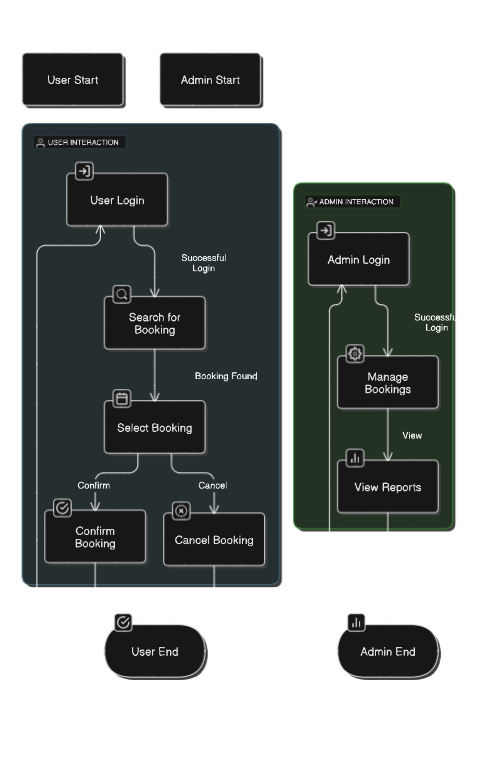 User Start
Admin Start
USER INTERACTION
User Login
Successful
Login
Search for
Booking
Booking Found
Select Booking
Confirm
Cancel
Confirm
Booking
Cancel Booking
User End
ADMIN INTERACTION
Admin Login
Successfu
Login
Manage
Bookings
View
View Reports
Admin End